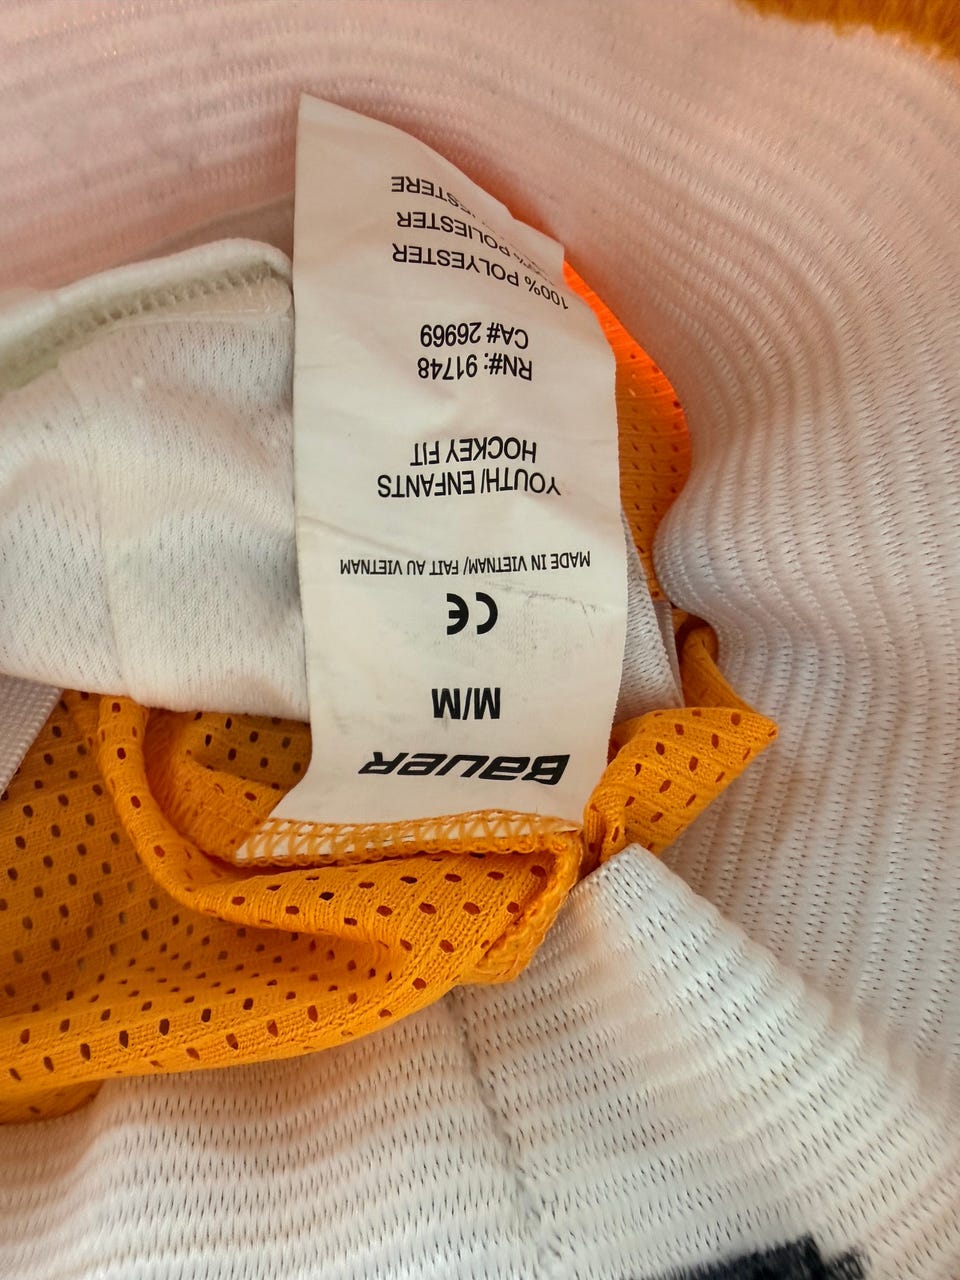 BAUER
M/M
CE
MADE IN VIETNAM/ FAIT AU VIETNAM
YOUTH/ ENFANTS
HOCKEY FIT
RN#: 91748
CA# 26969
100% POLYESTER
100% POLIESTER